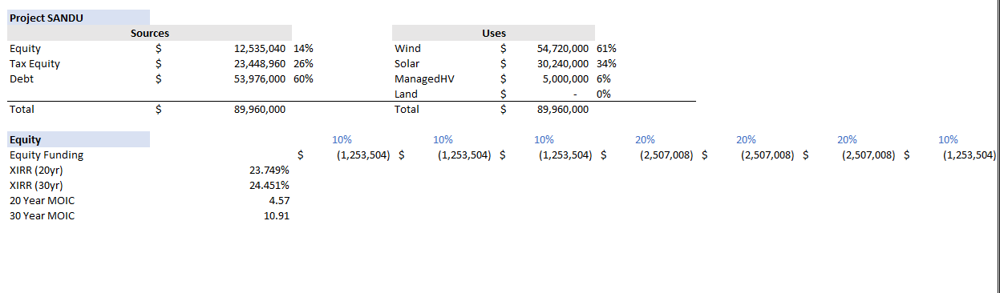 Project SANDU
Sources Uses
Equity $ 12,535,040 14% Wind $ 54,720,000 61%
Tax Equity $ 23,448,960 26% Solar $ 30,240,000 34%
Debt $ 53,976,000 60% ManagedHV $ 5,000,000 6%
Land $ - 0%
Total $ 89,960,000 Total $ 89,960,000
Equity 10% 10% 10% 20% 20% 20% 10%
Equity Funding $ (1,253,504) $ (1,253,504) $ (1,253,504) $ (2,507,008) $ (2,507,008) $ (2,507,008) $ (1,253,504)
XIRR (20yr) 23.749%
XIRR (30yr) 24.451%
20 Year MOIC 4.57
30 Year MOIC 10.91